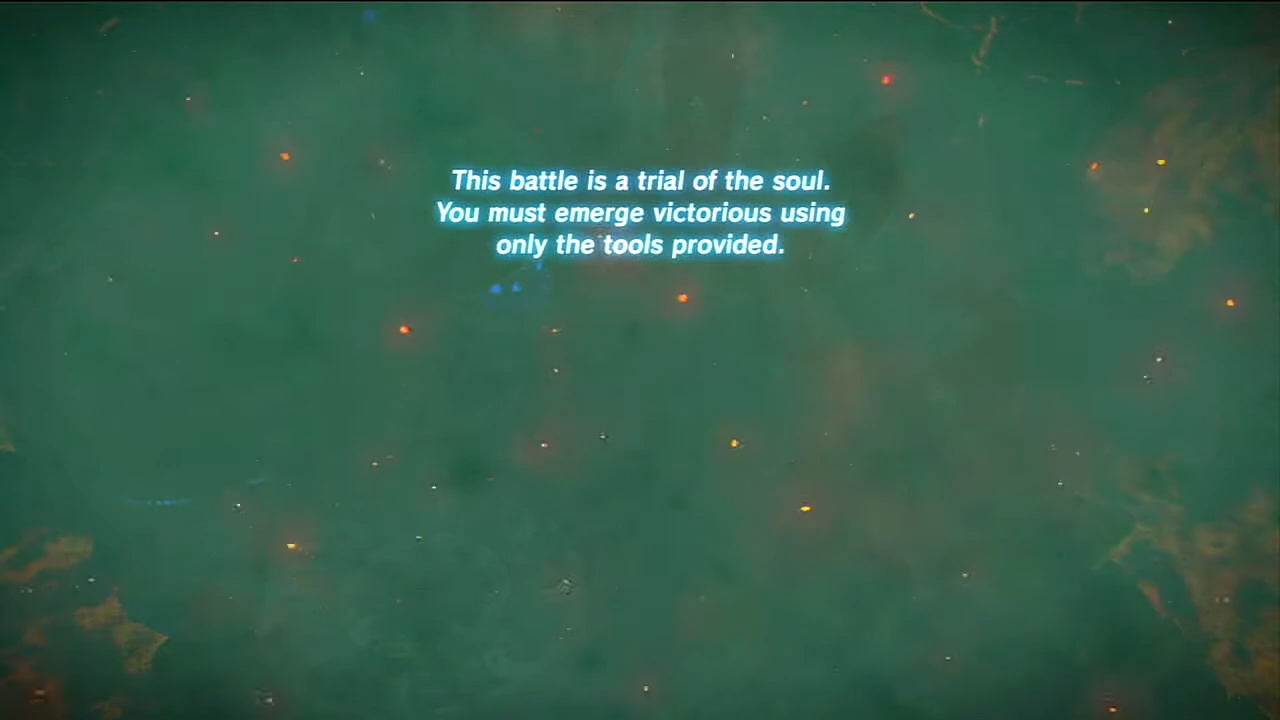 This battle is a trial of the soul.
You must emerge victorious using
only the tools provided.